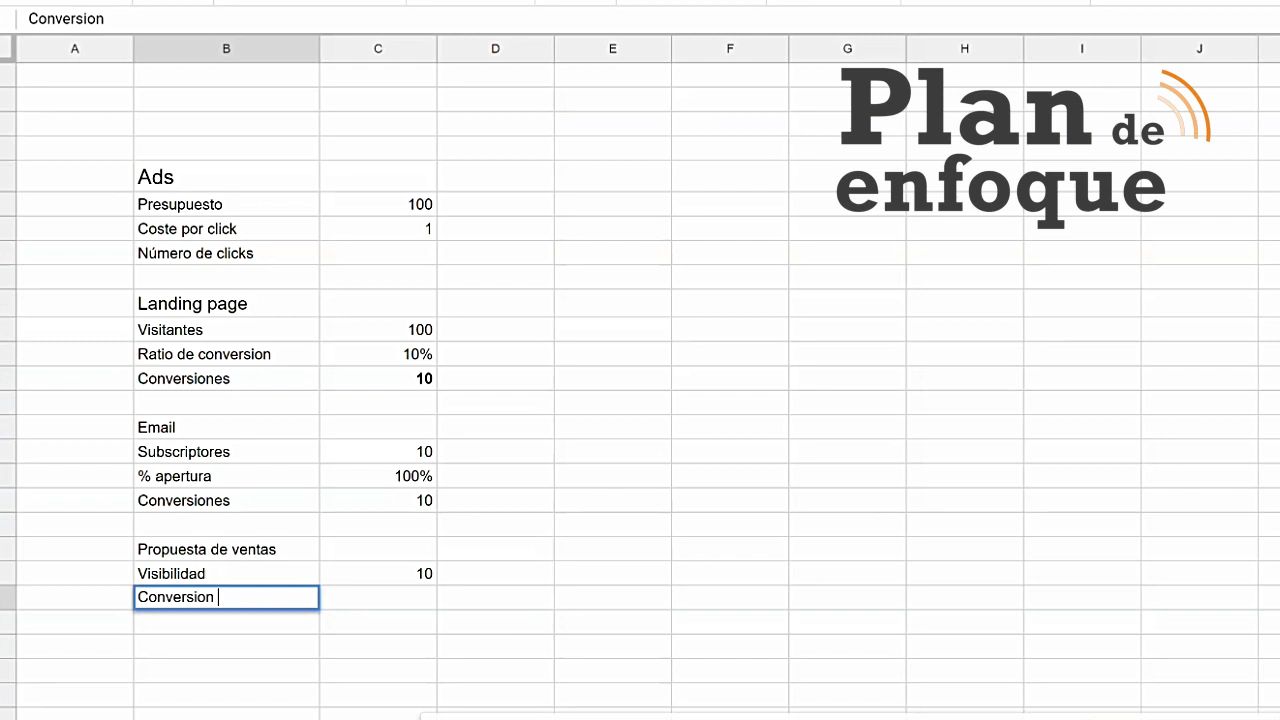 Conversion
A B C D E F G H I J
Plan de
enfoque
Ads
Presupuesto 100
Coste por click 1
Número de clicks
Landing page
Visitantes 100
Ratio de conversion 10%
Conversiones 10
Email
Subscriptores 10
% apertura 100%
Conversiones 10
Propuesta de ventas
Visibilidad 10
Conversion